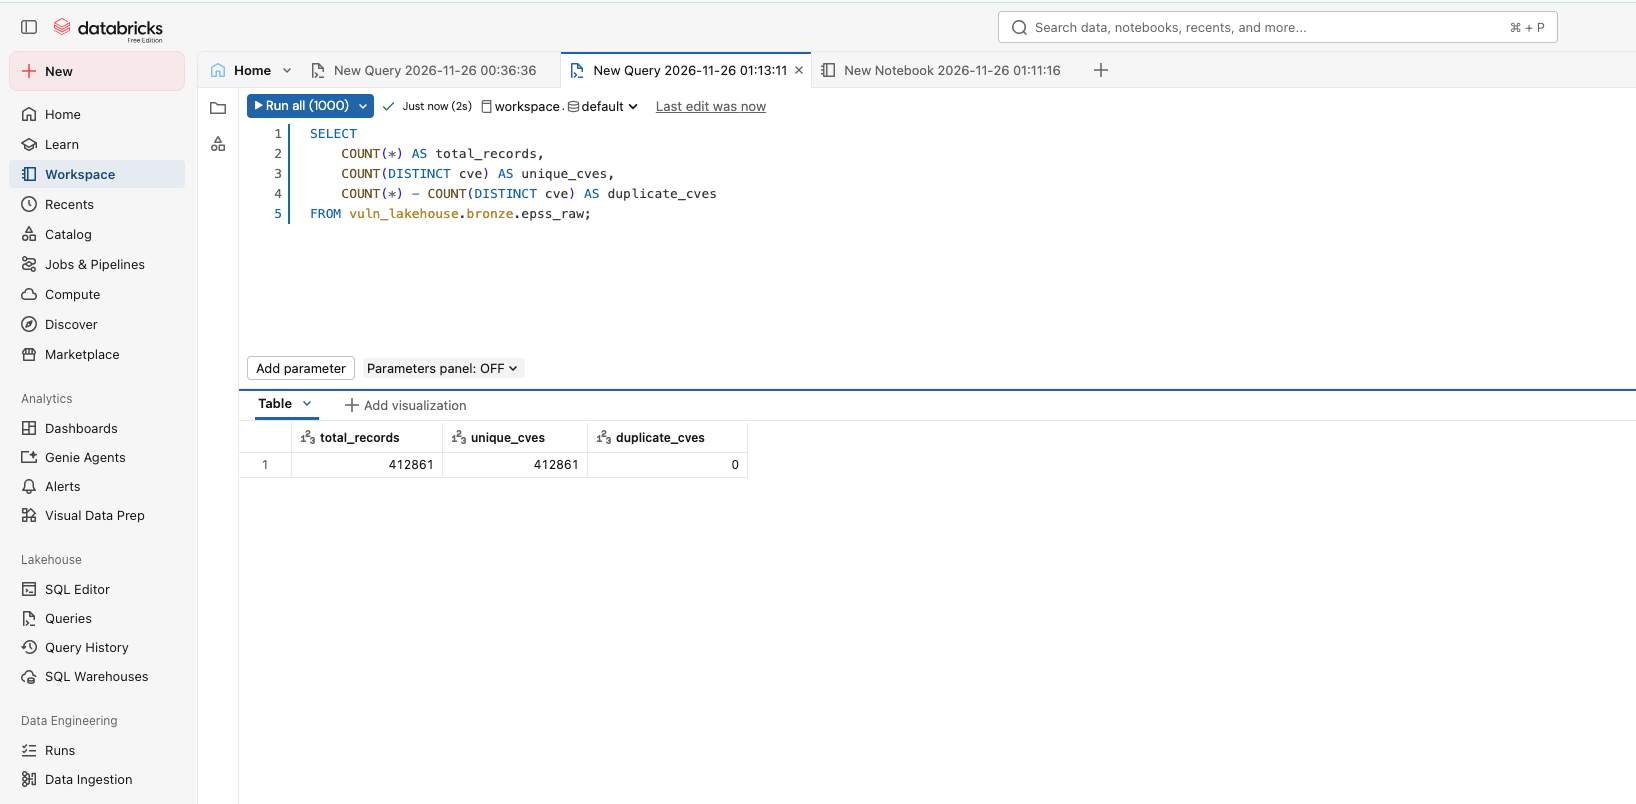 databricks
Free Edition
Search data, notebooks, recents, and more...
⌘ + P
New
Home
Learn
Workspace
Recents
Catalog
Jobs & Pipelines
Compute
Discover
Marketplace
Analytics
Dashboards
Genie Agents
Alerts
Visual Data Prep
Lakehouse
SQL Editor
Queries
Query History
SQL Warehouses
Data Engineering
Runs
Data Ingestion
Home
New Query 2026-11-26 00:36:36
New Query 2026-11-26 01:13:11
New Notebook 2026-11-26 01:11:16
Run all (1000)
Just now (2s)
workspace. default
Last edit was now
1 SELECT
2 COUNT(*) AS total_records,
3 COUNT(DISTINCT cve) AS unique_cves,
4 COUNT(*) - COUNT(DISTINCT cve) AS duplicate_cves
5 FROM vuln_lakehouse.bronze.epss_raw;
Add parameter
Parameters panel: OFF
Table
Add visualization
123 total_records 123 unique_cves 123 duplicate_cves
1 412861 412861 0